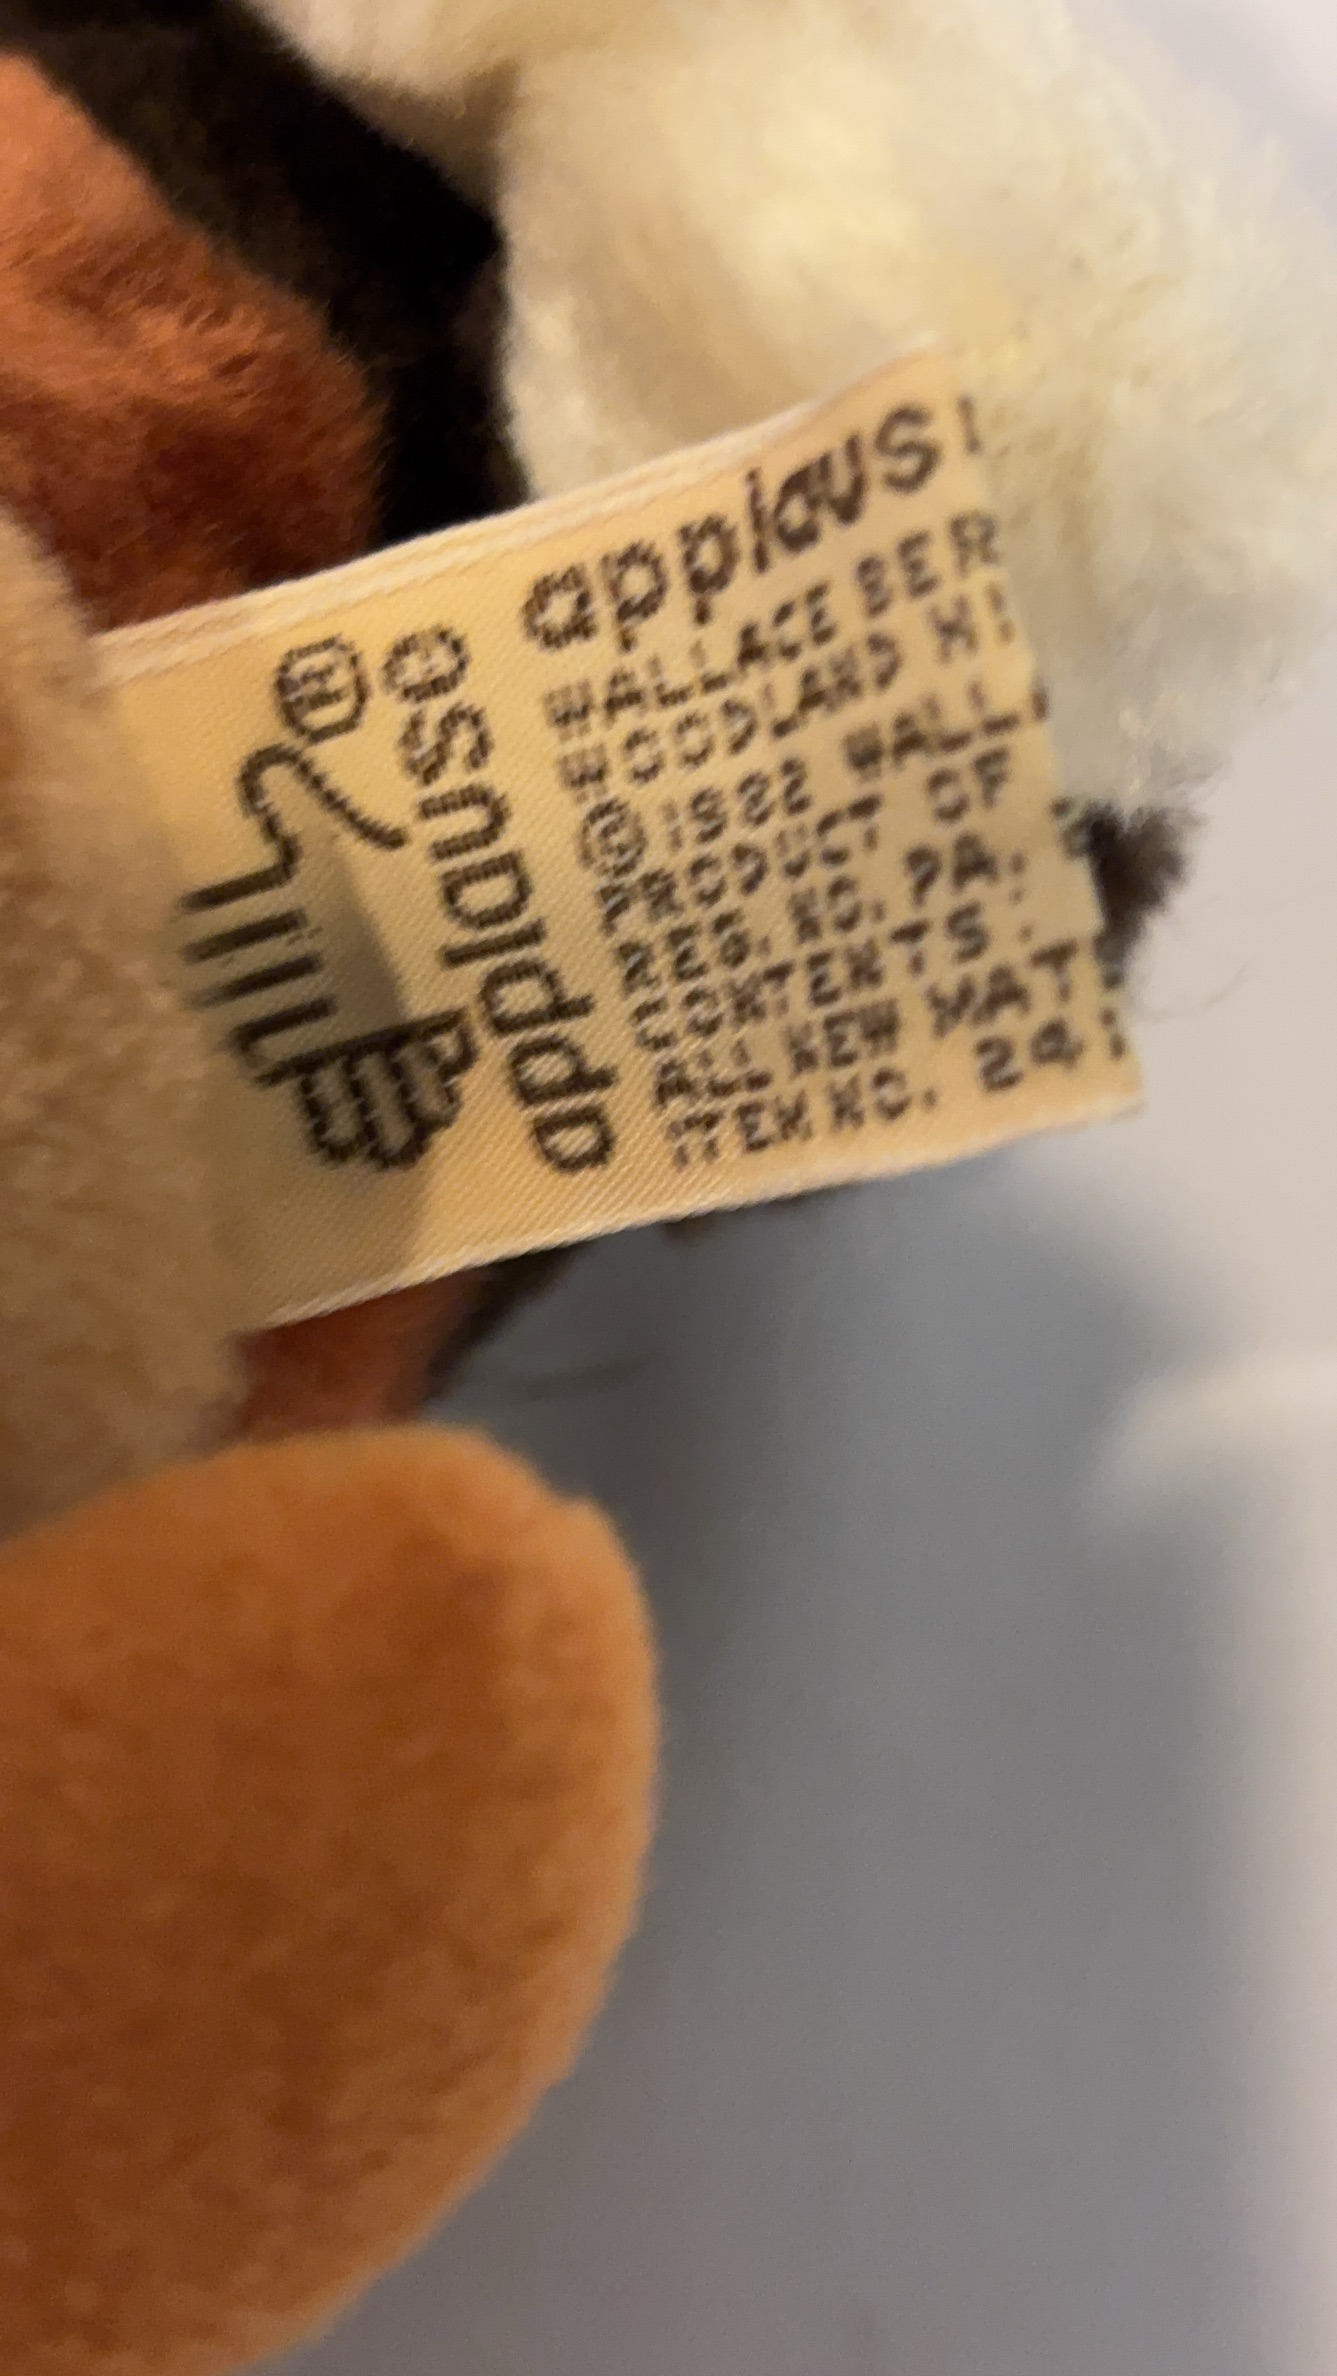 ®
applause
applaus
WALLACE BER
WOODLAND HI
© 1982 WALL
PRODUCT OF
REG. NO. PA.
CONTENTS:
ALL NEW MAT
ITEM NO. 24